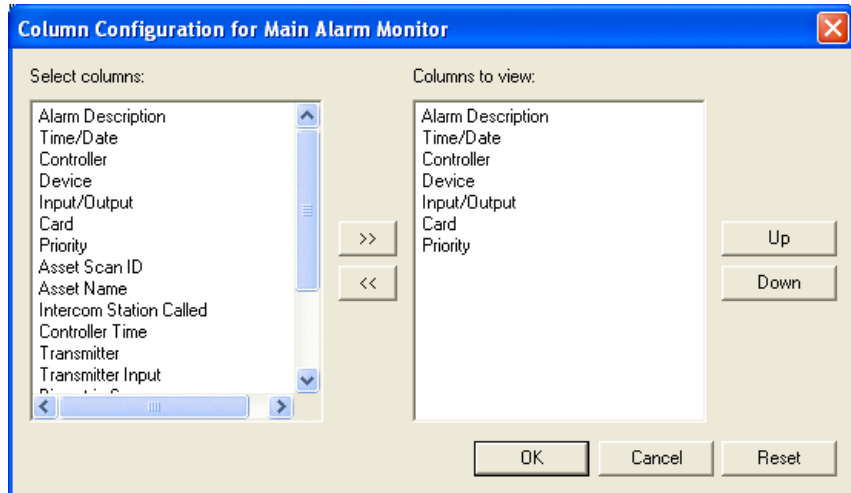 Column Configuration for Main Alarm Monitor
Select columns:
Alarm Description
Time/Date
Controller
Device
Input/Output
Card
Priority
Asset Scan ID
Asset Name
Intercom Station Called
Controller Time
Transmitter
Transmitter Input
>>
<<
Columns to view:
Alarm Description
Time/Date
Controller
Device
Input/Output
Card
Priority
Up
Down
OK
Cancel
Reset